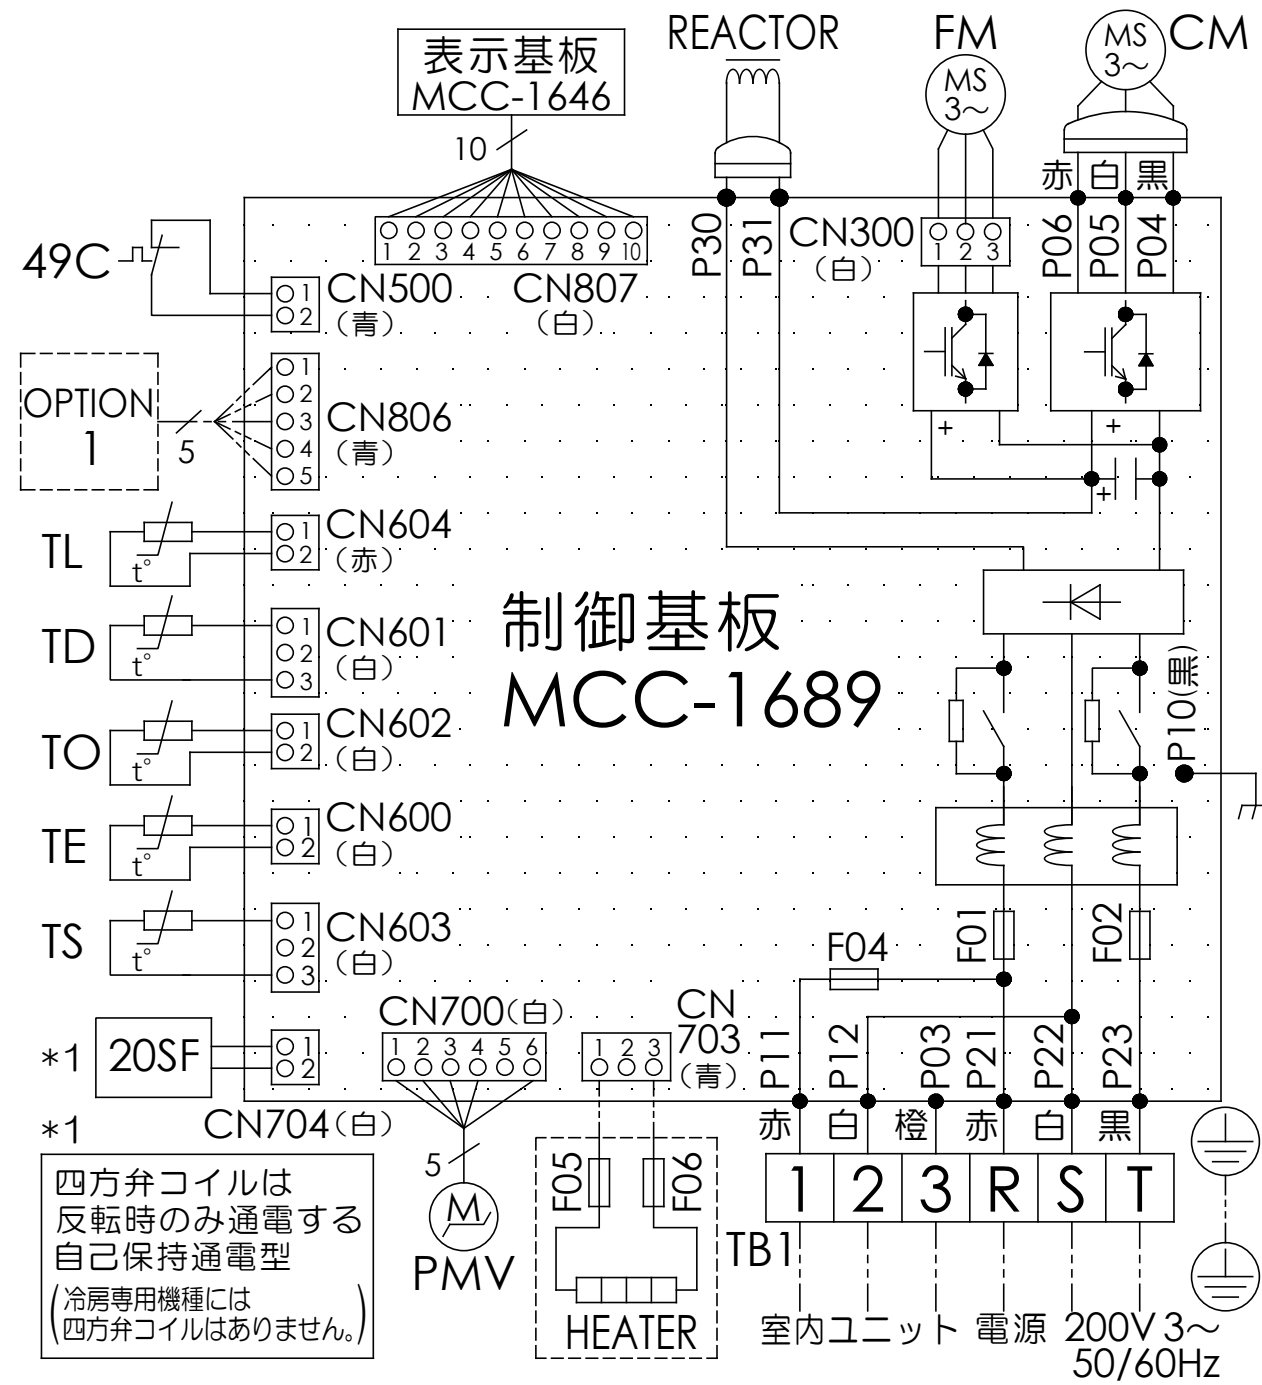 REACTOR
FM
MS
3～
CM
MS
3～
表示基板
MCC-1646
10
赤 白 黒
P30
P31
CN300
（白）
1 2 3
P06
P05
P04
49C
1
2
CN500
（青）
1 2 3 4 5 6 7 8 9 10
CN807
（白）
OPTION
1
5
1
2
3
4
5
CN806
（青）
+
+
+
TL
t°
1
2
CN604
（赤）
制御基板
MCC-1689
TD
t°
1
2
3
CN601
（白）
TO
t°
1
2
CN602
（白）
P10(黒)
TE
t°
1
2
CN600
（白）
TS
t°
1
2
3
CN603
（白）
F04
F01
F02
*1
20SF
1
2
CN704（白）
CN700（白）
1 2 3 4 5 6
5
M
PMV
CN
703
（青）
1 2 3
F05
F06
HEATER
P11
P12
P03
P21
P22
P23
赤 白 橙 赤 白 黒
1 2 3 R S T
TB1
室内ユニット 電源 200V 3～
50/60Hz
*1
四方弁コイルは
反転時のみ通電する
自己保持通電型
(冷房専用機種には
四方弁コイルはありません。)